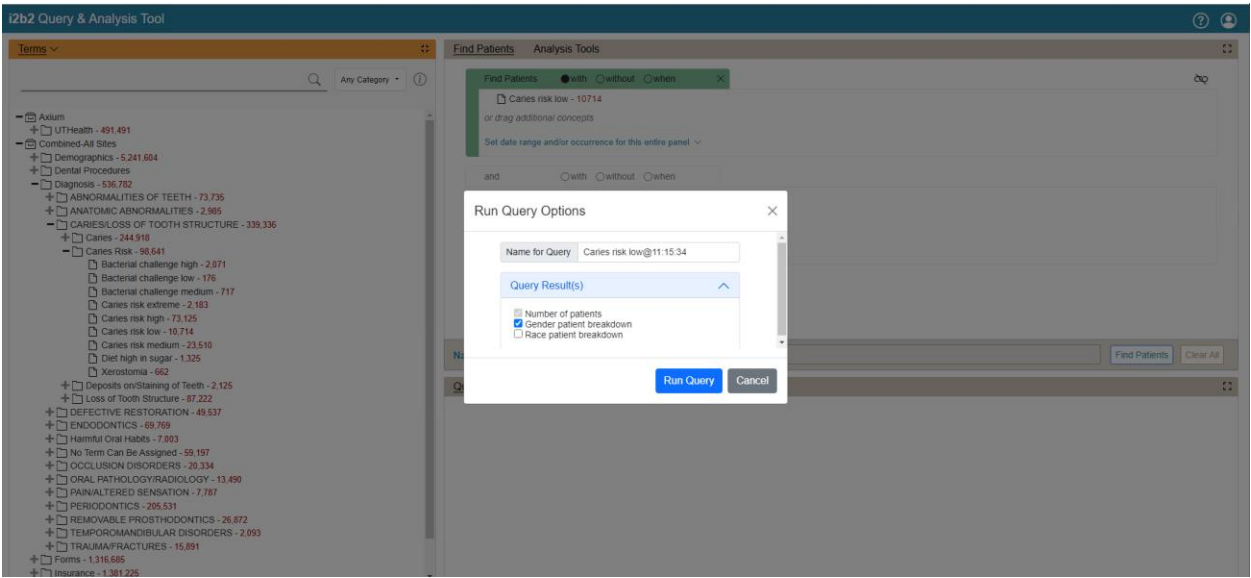 i2b2 Query & Analysis Tool
Terms
Any Category
Axium
UTHealth - 491,491
Combined-All Sites
Demographics - 5,241,604
Dental Procedures
Diagnosis - 536,782
ABNORMALITIES OF TEETH - 73,735
ANATOMIC ABNORMALITIES - 2,985
CARIES/LOSS OF TOOTH STRUCTURE - 339,336
Caries - 244,918
Caries Risk - 98,641
Bacterial challenge high - 2,071
Bacterial challenge low - 176
Bacterial challenge medium - 717
Caries risk extreme - 2,183
Caries risk high - 73,125
Caries risk low - 10,714
Caries risk medium - 23,510
Diet high in sugar - 1,325
Xerostomia - 662
Deposits on/Staining of Teeth - 2,125
Loss of Tooth Structure - 87,222
DEFECTIVE RESTORATION - 49,537
ENDODONTICS - 69,769
Harmful Oral Habits - 7,003
No Term Can Be Assigned - 59,197
OCCLUSION DISORDERS - 20,334
ORAL PATHOLOGY/RADIOLOGY - 13,490
PAIN/ALTERED SENSATION - 7,787
PERIODONTICS - 205,531
REMOVABLE PROSTHODONTICS - 26,872
TEMPOROMANDIBULAR DISORDERS - 2,093
TRAUMA/FRACTURES - 15,891
Forms - 1,316,685
Insurance - 1,381,225
Find Patients Analysis Tools
Find Patients with without when
Caries risk low - 10714
or drag additional concepts
Set date range and/or occurrence for this entire panel
and with without when
Run Query Options
Name for Query Caries risk low@11:15:34
Query Result(s)
Number of patients
Gender patient breakdown
Race patient breakdown
Run Query Cancel
Na
Find Patients Clear All
Qu